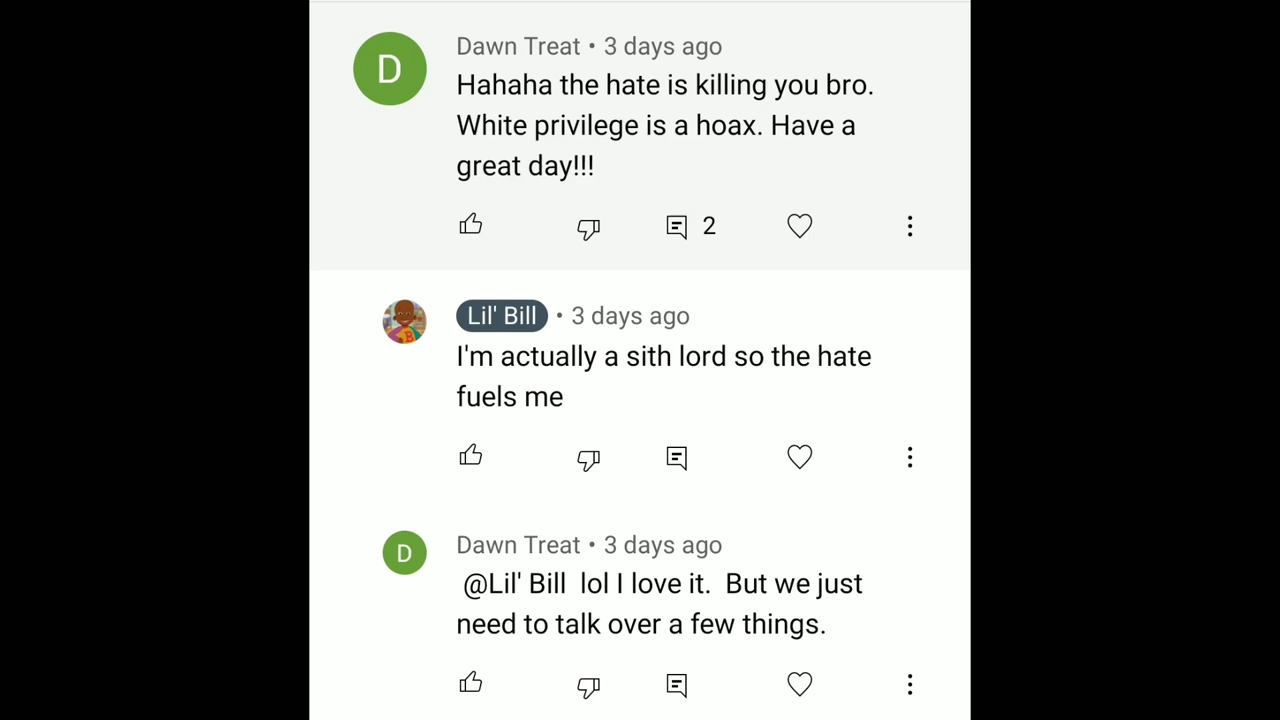 D
Dawn Treat • 3 days ago
Hahaha the hate is killing you bro.
White privilege is a hoax. Have a
great day!!!
2
Lil' Bill • 3 days ago
I'm actually a sith lord so the hate
fuels me
D
Dawn Treat • 3 days ago
@Lil' Bill lol I love it. But we just
need to talk over a few things.